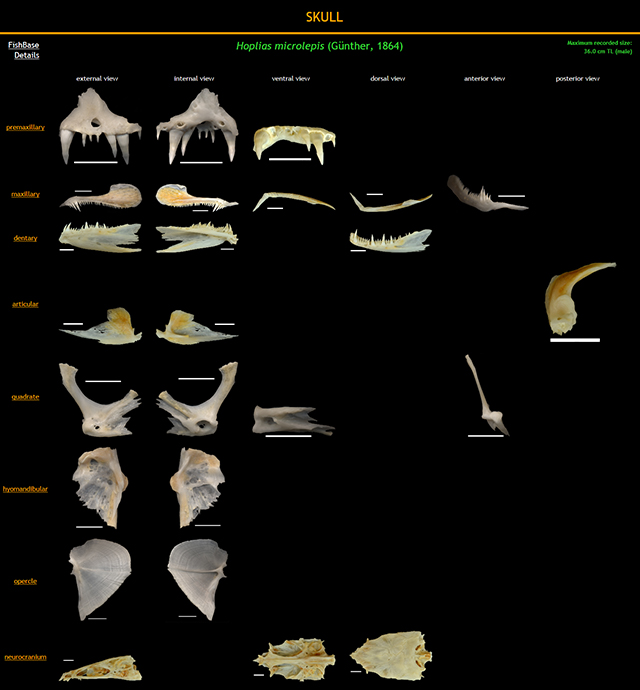 SKULL
FishBase
Details
Hoplias microlepis (Günther, 1864)
Maximum recorded size:
36.0 cm TL (male)
external view
internal view
ventral view
dorsal view
anterior view
posterior view
premaxillary
maxillary
dentary
articular
quadrate
hyomandibular
opercle
neurocranium